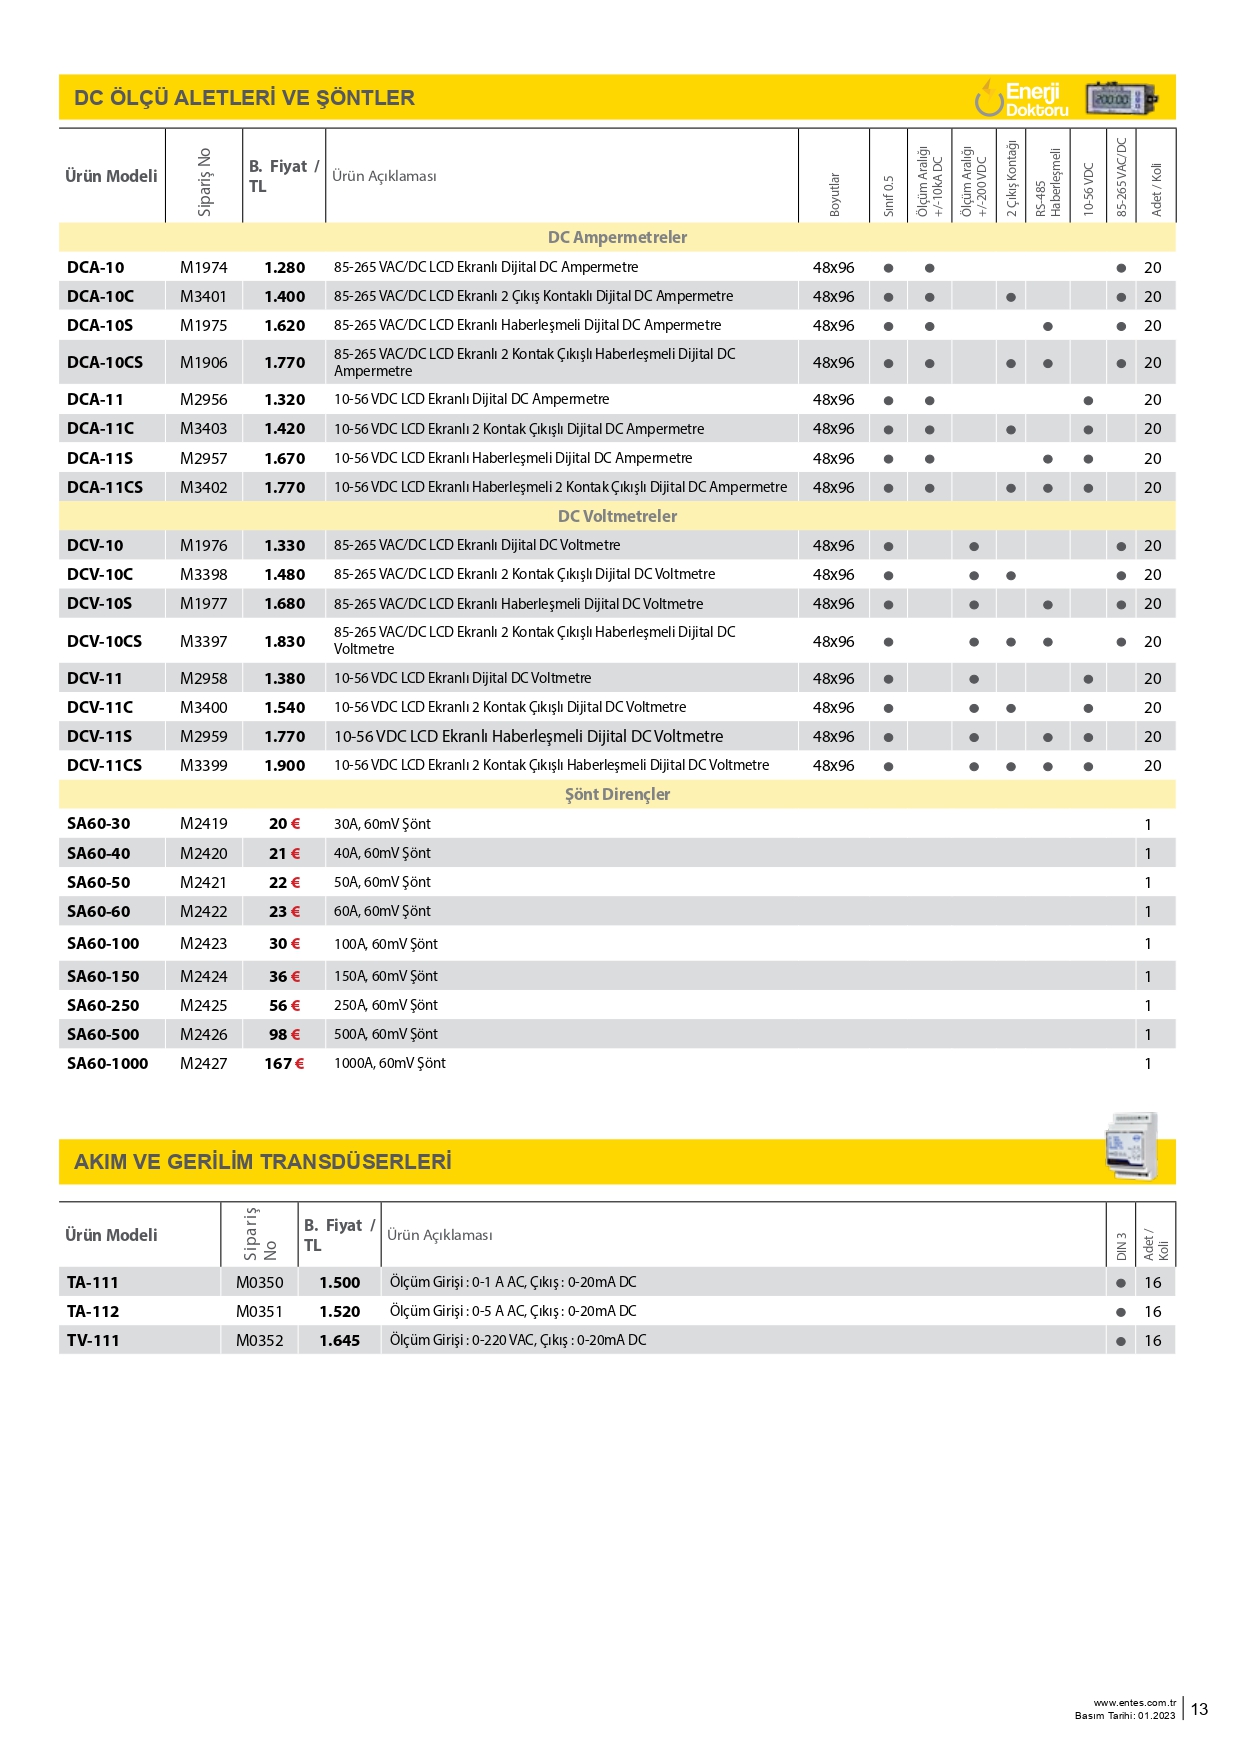 DC ÖLÇÜ ALETLERİ VE ŞÖNTLER
Enerji
Doktoru
200:00
Ürün Modeli Sipariş No B. Fiyat / TL Ürün Açıklaması Boyutlar Sınıf 0.5 Ölçüm Aralığı +/-10kA DC Ölçüm Aralığı +/-200 VDC 2 Çıkış Kontağı RS-485 Haberleşmeli 10-56 VDC 85-265 VAC/DC Adet / Koli
DC Ampermetreler
DCA-10 M1974 1.280 85-265 VAC/DC LCD Ekranlı Dijital DC Ampermetre 48x96 ● ● ● 20
DCA-10C M3401 1.400 85-265 VAC/DC LCD Ekranlı 2 Çıkış Kontaklı Dijital DC Ampermetre 48x96 ● ● ● ● 20
DCA-10S M1975 1.620 85-265 VAC/DC LCD Ekranlı Haberleşmeli Dijital DC Ampermetre 48x96 ● ● ● ● 20
DCA-10CS M1906 1.770 85-265 VAC/DC LCD Ekranlı 2 Kontak Çıkışlı Haberleşmeli Dijital DC
Ampermetre 48x96 ● ● ● ● ● 20
DCA-11 M2956 1.320 10-56 VDC LCD Ekranlı Dijital DC Ampermetre 48x96 ● ● ● 20
DCA-11C M3403 1.420 10-56 VDC LCD Ekranlı 2 Kontak Çıkışlı Dijital DC Ampermetre 48x96 ● ● ● ● 20
DCA-11S M2957 1.670 10-56 VDC LCD Ekranlı Haberleşmeli Dijital DC Ampermetre 48x96 ● ● ● ● 20
DCA-11CS M3402 1.770 10-56 VDC LCD Ekranlı Haberleşmeli 2 Kontak Çıkışlı Dijital DC Ampermetre 48x96 ● ● ● ● ● 20
DC Voltmetreler
DCV-10 M1976 1.330 85-265 VAC/DC LCD Ekranlı Dijital DC Voltmetre 48x96 ● ● ● 20
DCV-10C M3398 1.480 85-265 VAC/DC LCD Ekranlı 2 Kontak Çıkışlı Dijital DC Voltmetre 48x96 ● ● ● ● 20
DCV-10S M1977 1.680 85-265 VAC/DC LCD Ekranlı Haberleşmeli Dijital DC Voltmetre 48x96 ● ● ● ● 20
DCV-10CS M3397 1.830 85-265 VAC/DC LCD Ekranlı 2 Kontak Çıkışlı Haberleşmeli Dijital DC
Voltmetre 48x96 ● ● ● ● ● 20
DCV-11 M2958 1.380 10-56 VDC LCD Ekranlı Dijital DC Voltmetre 48x96 ● ● ● 20
DCV-11C M3400 1.540 10-56 VDC LCD Ekranlı 2 Kontak Çıkışlı Dijital DC Voltmetre 48x96 ● ● ● ● 20
DCV-11S M2959 1.770 10-56 VDC LCD Ekranlı Haberleşmeli Dijital DC Voltmetre 48x96 ● ● ● ● 20
DCV-11CS M3399 1.900 10-56 VDC LCD Ekranlı 2 Kontak Çıkışlı Haberleşmeli Dijital DC Voltmetre 48x96 ● ● ● ● ● 20
Şönt Dirençler
SA60-30 M2419 20 € 30A, 60mV Şönt 1
SA60-40 M2420 21 € 40A, 60mV Şönt 1
SA60-50 M2421 22 € 50A, 60mV Şönt 1
SA60-60 M2422 23 € 60A, 60mV Şönt 1
SA60-100 M2423 30 € 100A, 60mV Şönt 1
SA60-150 M2424 36 € 150A, 60mV Şönt 1
SA60-250 M2425 56 € 250A, 60mV Şönt 1
SA60-500 M2426 98 € 500A, 60mV Şönt 1
SA60-1000 M2427 167 € 1000A, 60mV Şönt 1
AKIM VE GERİLİM TRANSDÜSERLERİ
Ürün Modeli Sipariş No B. Fiyat / TL Ürün Açıklaması DIN 3 Adet / Koli
TA-111 M0350 1.500 Ölçüm Girişi : 0-1 A AC, Çıkış : 0-20mA DC ● 16
TA-112 M0351 1.520 Ölçüm Girişi : 0-5 A AC, Çıkış : 0-20mA DC ● 16
TV-111 M0352 1.645 Ölçüm Girişi : 0-220 VAC, Çıkış : 0-20mA DC ● 16
www.entes.com.tr
Basım Tarihi: 01.2023
13